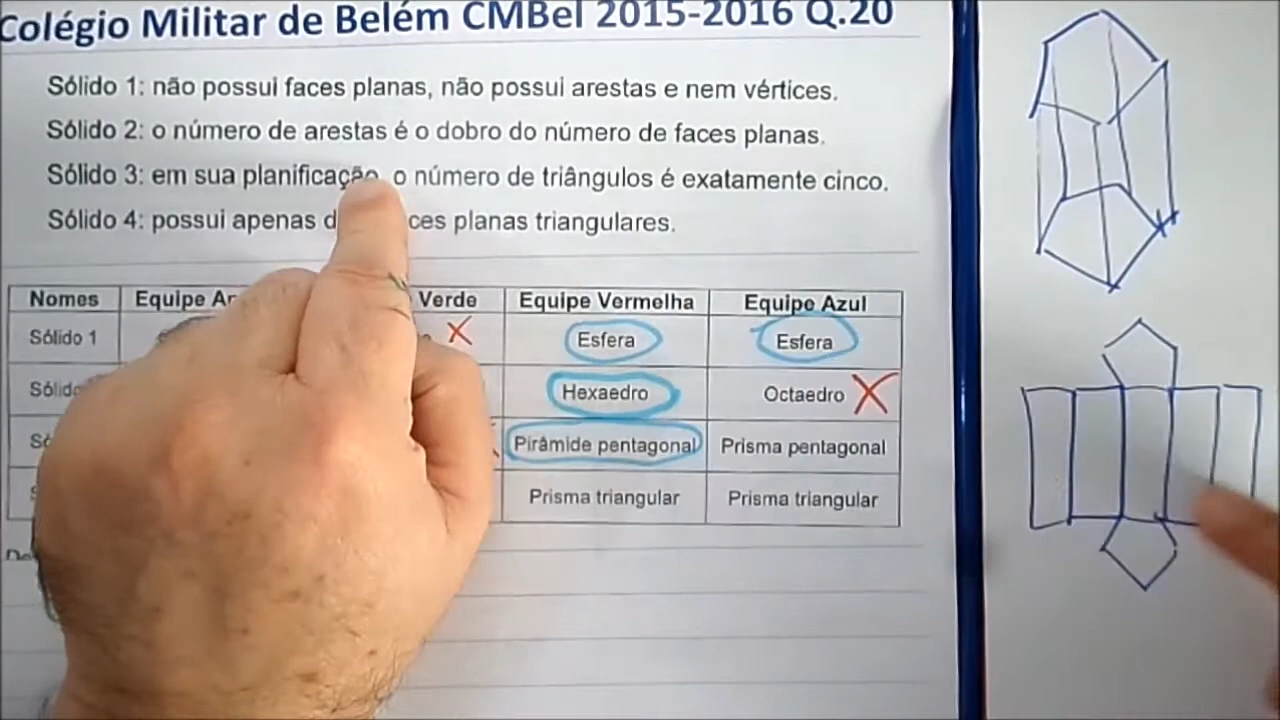 Colégio Militar de Belém CMBel 2015-2016 Q.20
Sólido 1: não possui faces planas, não possui arestas e nem vértices.
Sólido 2: o número de arestas é o dobro do número de faces planas.
Sólido 3: em sua planificação, o número de triângulos é exatamente cinco.
Sólido 4: possui apenas planas triangulares.
Nomes Equipe Verde Equipe Vermelha Equipe Azul
Sólido 1 Esfera Esfera
Hexaedro Octaedro
Pirâmide pentagonal Prisma pentagonal
Prisma triangular Prisma triangular